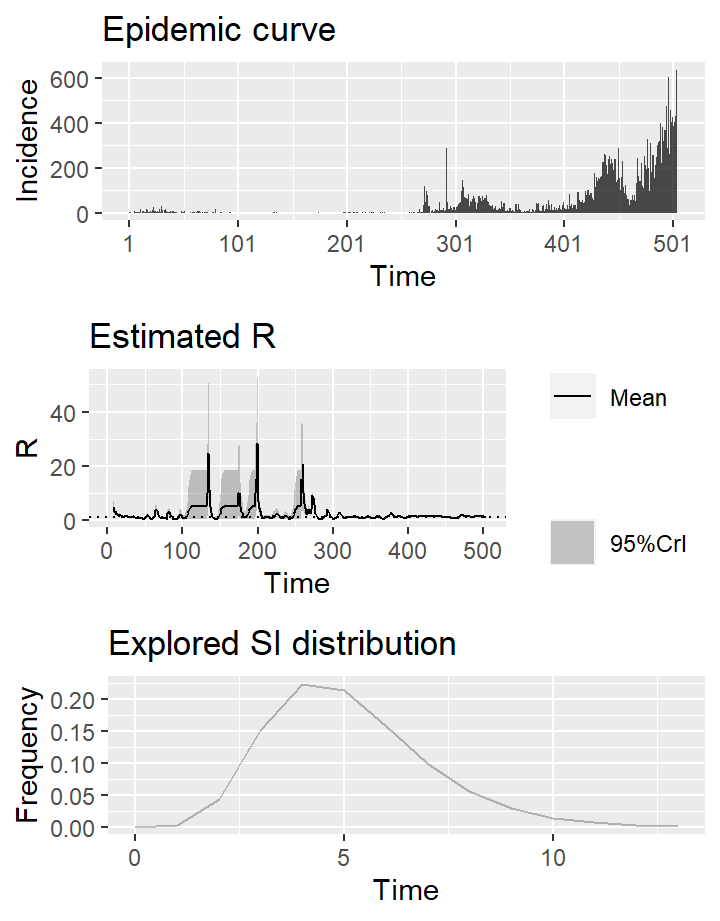 Epidemic curve
Incidence
600
400
200
0
1 101 201 301 401 501
Time
Estimated R
R
40
20
0
0 100 200 300 400 500
Time
Mean
95%CrI
Explored SI distribution
Frequency
0.20
0.15
0.10
0.05
0.00
0 5 10
Time